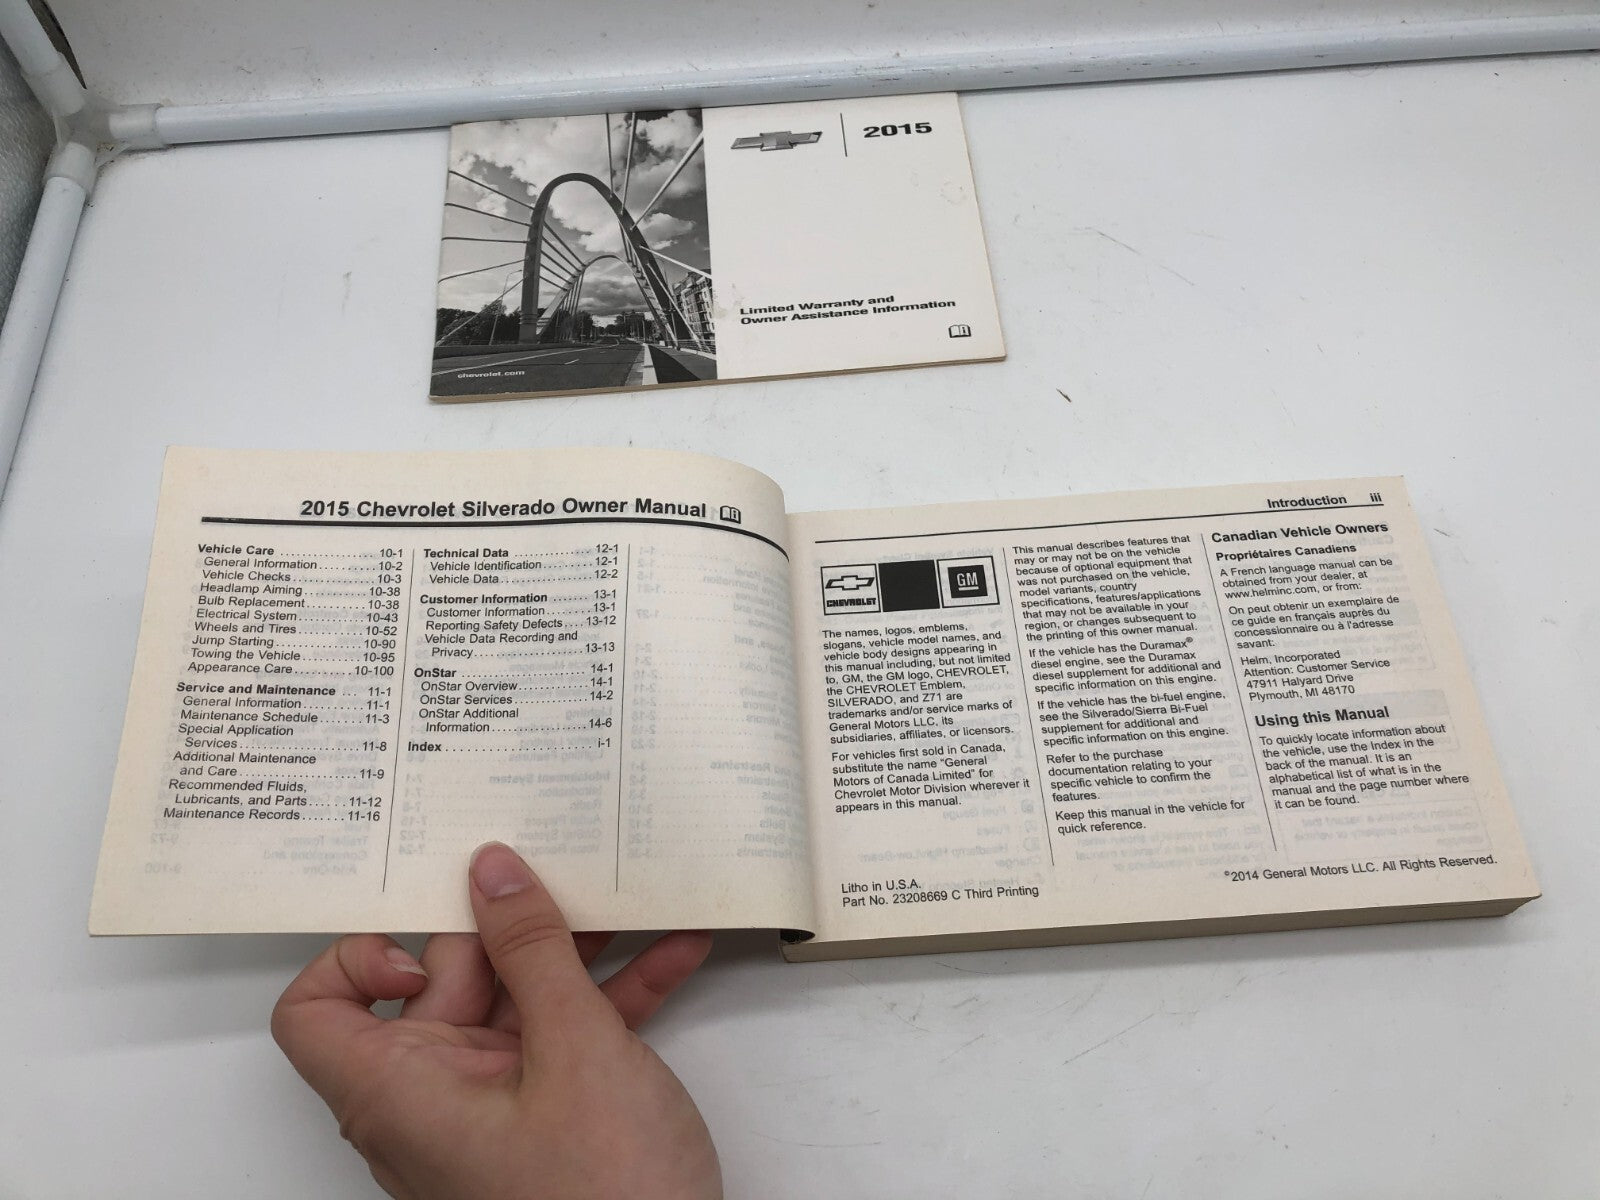 2015
Limited Warranty and
Owner Assistance Information
chevrolet.com
2015 Chevrolet Silverado Owner Manual
Vehicle Care .............. 10-1
General Information ......... 10-2
Vehicle Checks .............. 10-3
Headlamp Aiming .......... 10-38
Bulb Replacement .......... 10-38
Electrical System ........... 10-43
Wheels and Tires ........... 10-52
Jump Starting ............... 10-90
Towing the Vehicle .......... 10-95
Appearance Care ........... 10-100
Service and Maintenance ... 11-1
General Information ......... 11-1
Maintenance Schedule ....... 11-3
Special Application
Services .................... 11-8
Additional Maintenance
and Care ................... 11-9
Recommended Fluids,
Lubricants, and Parts ...... 11-12
Maintenance Records ....... 11-16
Technical Data ............ 12-1
Vehicle Identification ........ 12-1
Vehicle Data ................ 12-2
Customer Information ..... 13-1
Customer Information ....... 13-1
Reporting Safety Defects .... 13-12
Vehicle Data Recording and
Privacy .................... 13-13
OnStar .................... 14-1
OnStar Overview ............ 14-1
OnStar Services ............. 14-2
OnStar Additional
Information ................ 14-6
Index ...................... i-1
Introduction iii
CHEVROLET
GM
The names, logos, emblems,
slogans, vehicle model names, and
vehicle body designs appearing in
this manual including, but not limited
to, GM, the GM logo, CHEVROLET,
the CHEVROLET Emblem,
SILVERADO, and Z71 are
trademarks and/or service marks of
General Motors LLC, its
subsidiaries, affiliates, or licensors.
For vehicles first sold in Canada,
substitute the name “General
Motors of Canada Limited” for
Chevrolet Motor Division wherever it
appears in this manual.
This manual describes features that
may or may not be on the vehicle
because of optional equipment that
was not purchased on the vehicle,
model variants, country
specifications, features/applications
that may not be available in your
region, or changes subsequent to
the printing of this owner manual.
If the vehicle has the Duramax®
diesel engine, see the Duramax
diesel supplement for additional and
specific information on this engine.
If the vehicle has the bi-fuel engine,
see the Silverado/Sierra Bi-Fuel
supplement for additional and
specific information on this engine.
Refer to the purchase
documentation relating to your
specific vehicle to confirm the
features.
Keep this manual in the vehicle for
quick reference.
Canadian Vehicle Owners
Propriétaires Canadiens
A French language manual can be
obtained from your dealer, at
www.helminc.com, or from:
On peut obtenir un exemplaire de
ce guide en français auprès du
concessionnaire ou à l'adresse
suivant:
Helm, Incorporated
Attention: Customer Service
47911 Halyard Drive
Plymouth, MI 48170
Using this Manual
To quickly locate information about
the vehicle, use the Index in the
back of the manual. It is an
alphabetical list of what is in the
manual and the page number where
it can be found.
Litho in U.S.A.
Part No. 23208669 C Third Printing
©2014 General Motors LLC. All Rights Reserved.